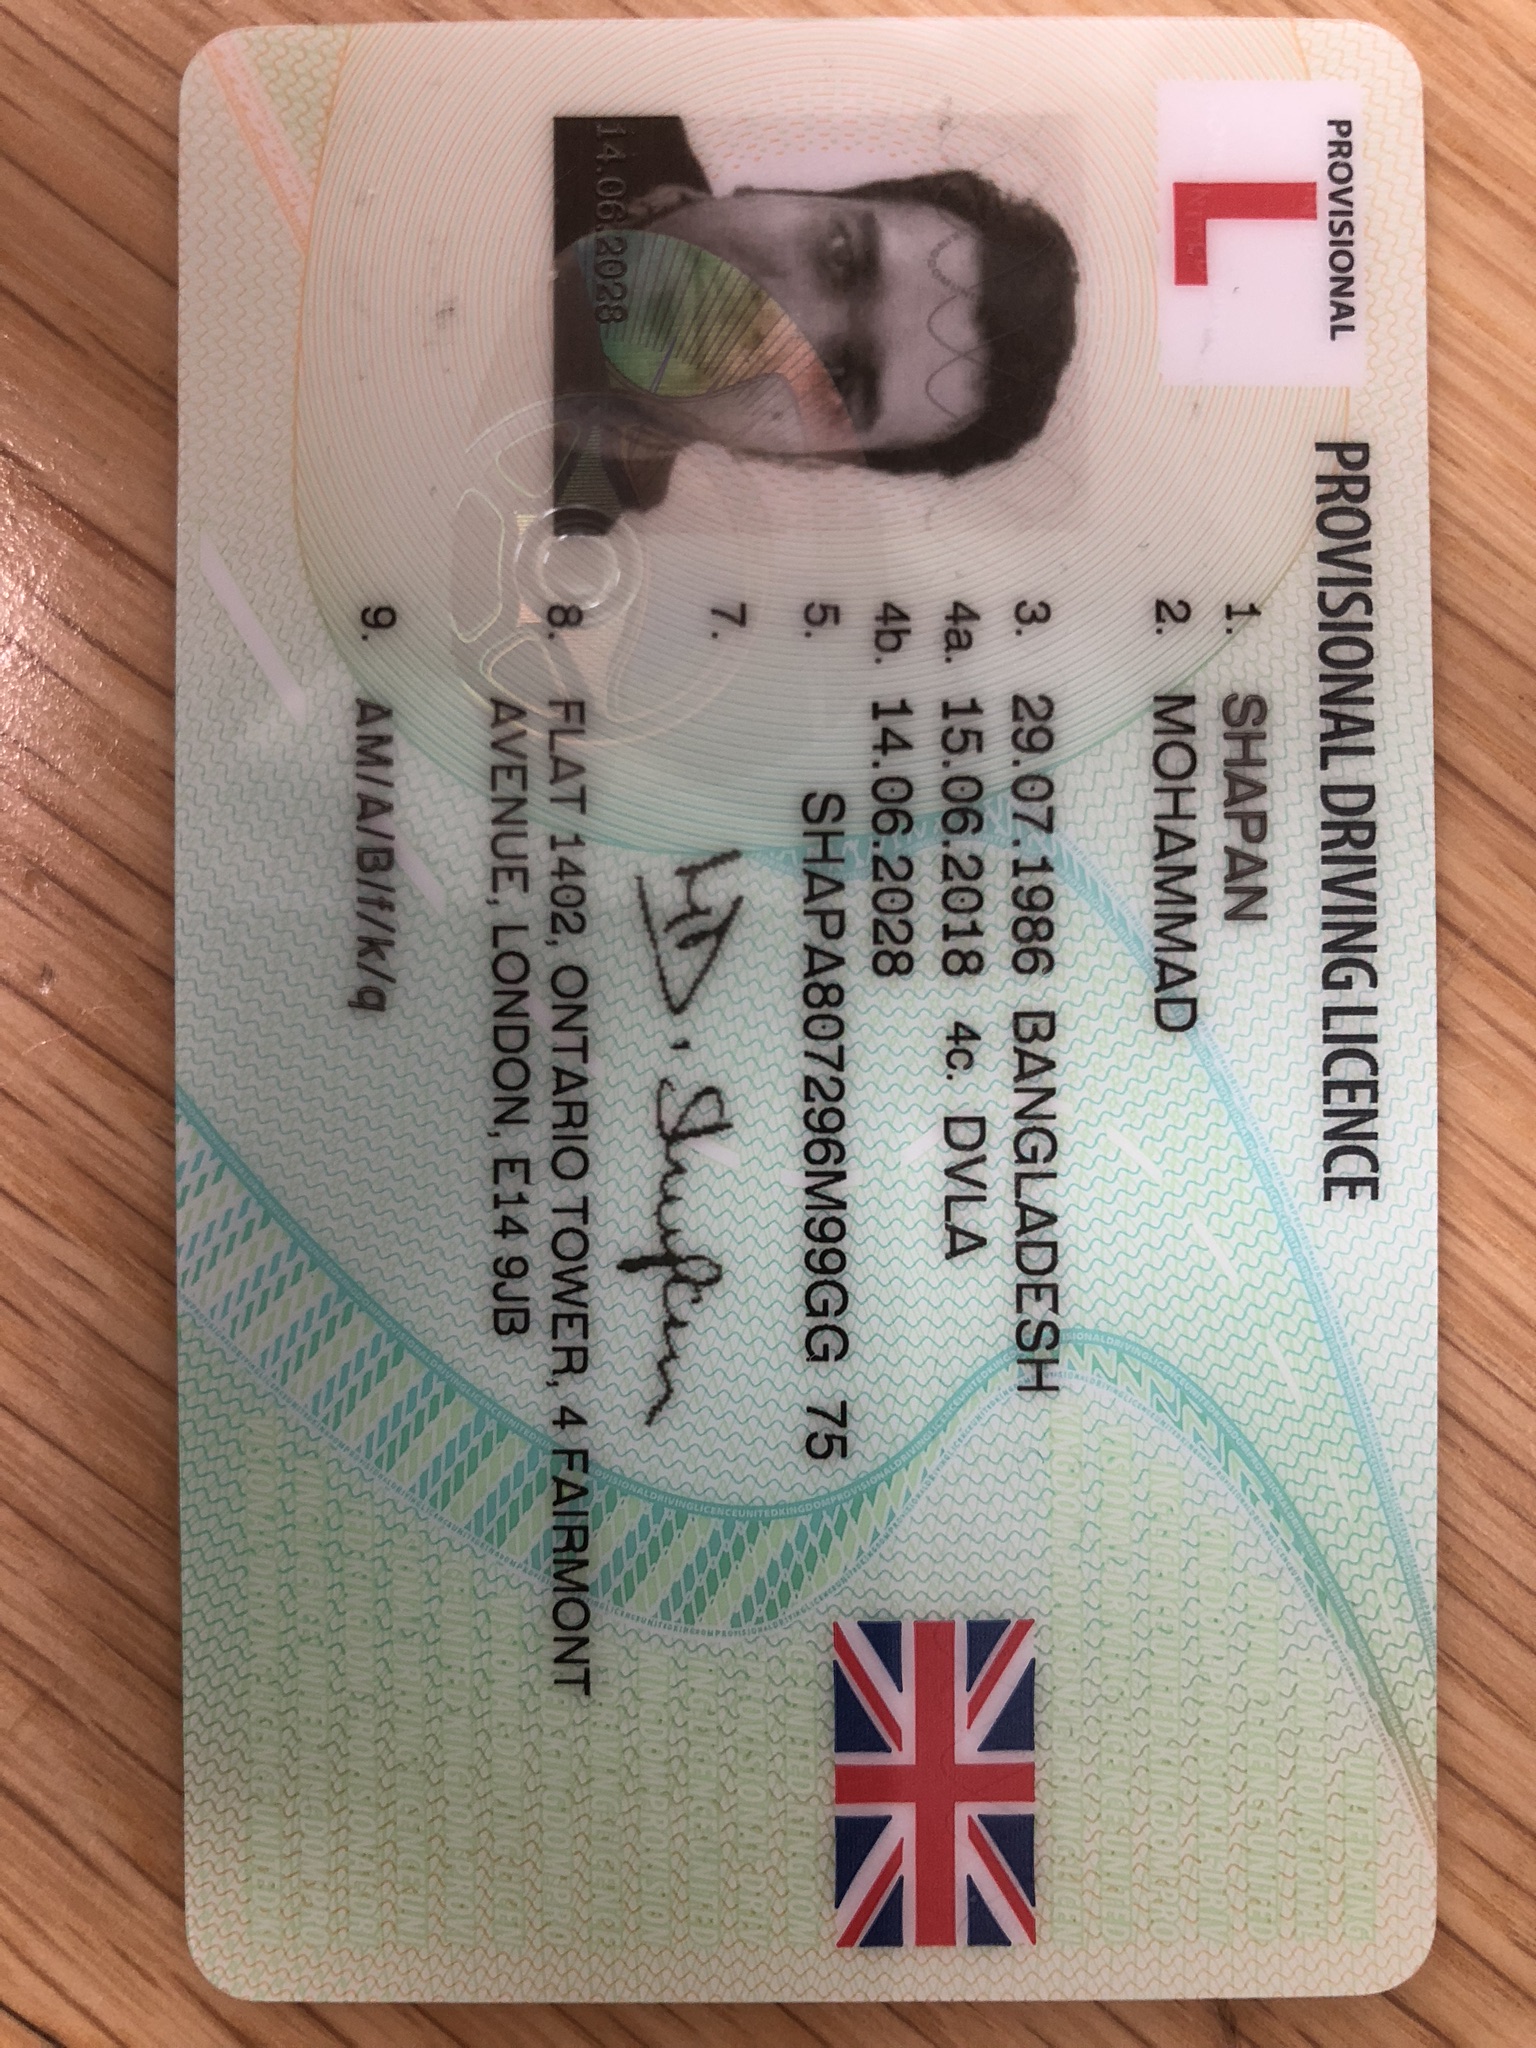 PROVISIONAL DRIVING LICENCE
PROVISIONAL
L
1. SHAPAN
2. MOHAMMAD
3. 29.07.1986 BANGLADESH
4a. 15.06.2018 4c. DVLA
4b. 14.06.2028
5. SHAPA807296M99GG 75
7. MD, Shapan
14.06.2028
8. FLAT 1402, ONTARIO TOWER, 4 FAIRMONT
AVENUE, LONDON, E14 9JB
9. AM/A/B/f/k/q